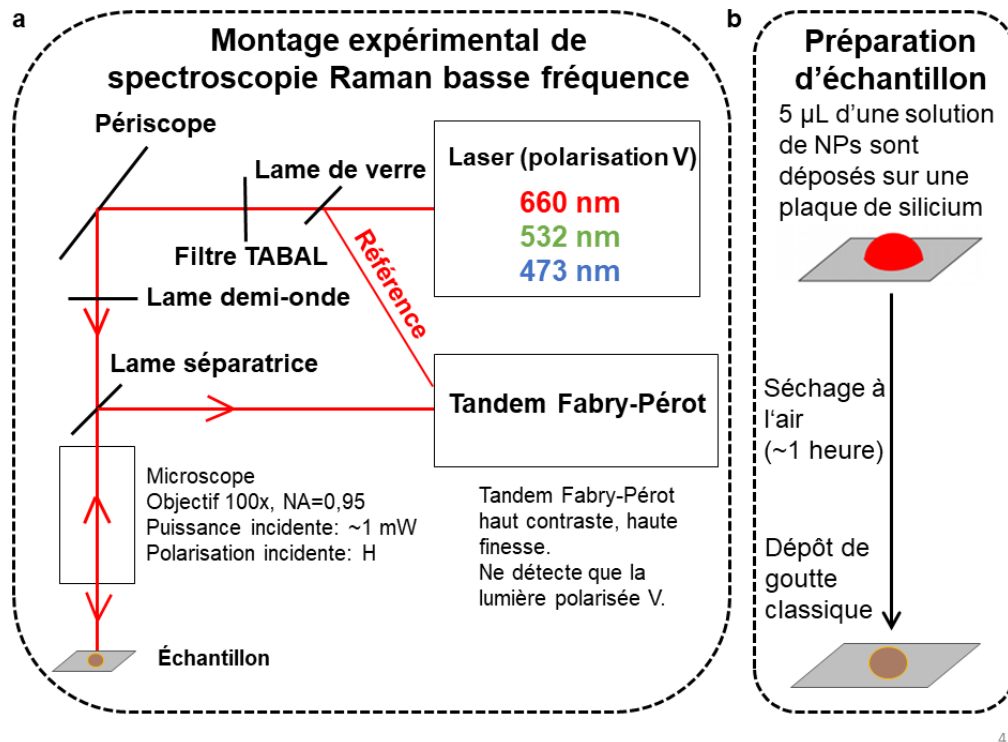 a
Montage expérimental de
spectroscopie Raman basse fréquence
Périscope
Lame de verre
Laser (polarisation V)
660 nm
532 nm
473 nm
Filtre TABAL
Référence
Lame demi-onde
Lame séparatrice
Tandem Fabry-Pérot
Microscope
Objectif 100x, NA=0,95
Puissance incidente: ~1 mW
Polarisation incidente: H
Tandem Fabry-Pérot
haut contraste, haute
finesse.
Ne détecte que la
lumière polarisée V.
Échantillon
b
Préparation
d’échantillon
5 µL d’une solution
de NPs sont
déposés sur une
plaque de silicium
Séchage à
l‘air
(~1 heure)
Dépôt de
goutte
classique
4